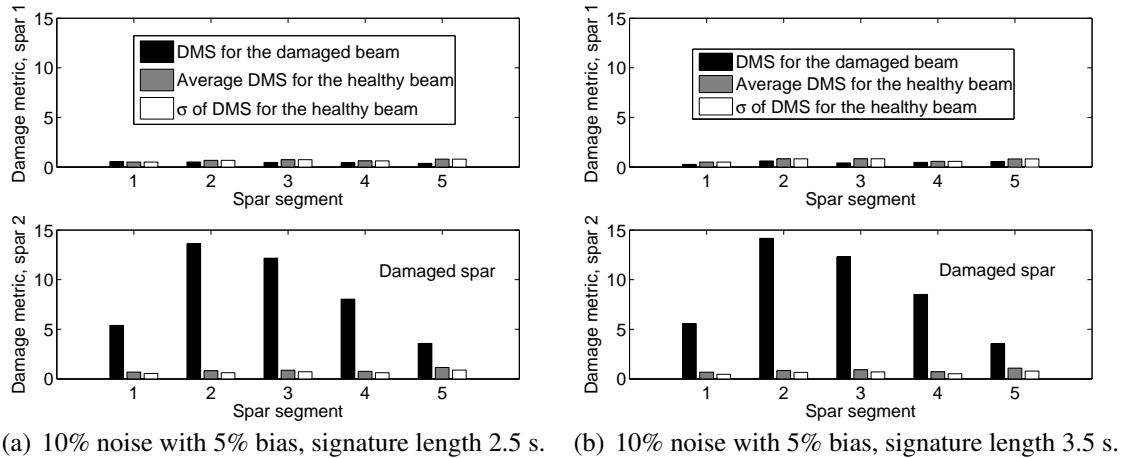 Damage metric, spar 1
15
10
5
0
DMS for the damaged beam
Average DMS for the healthy beam
σ of DMS for the healthy beam
1 2 3 4 5
Spar segment
Damage metric, spar 2
15
10
5
0
Damaged spar
1 2 3 4 5
Spar segment
(a) 10% noise with 5% bias, signature length 2.5 s.
Damage metric, spar 1
15
10
5
0
DMS for the damaged beam
Average DMS for the healthy beam
σ of DMS for the healthy beam
1 2 3 4 5
Spar segment
Damage metric, spar 2
15
10
5
0
Damaged spar
1 2 3 4 5
Spar segment
(b) 10% noise with 5% bias, signature length 3.5 s.